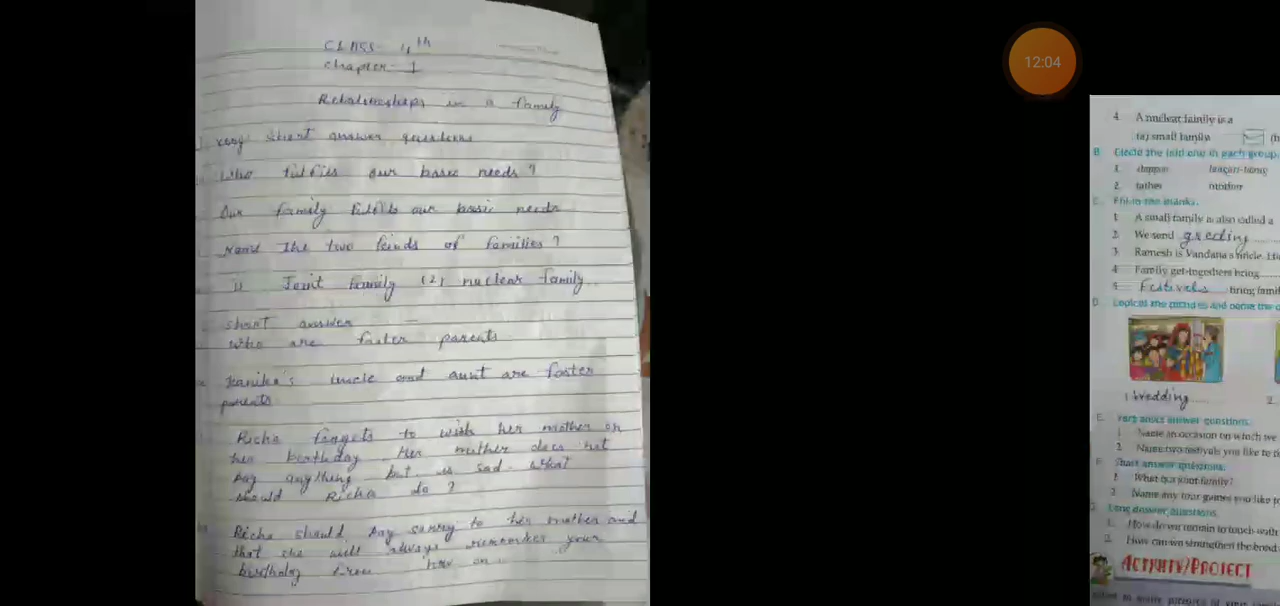 CLASS 4th
chapter 1
Relationships in a family
very short answer questions
Who fulfils our basic needs ?
Our family fulfils our basic needs
Name the two kinds of families ?
Joint family (2) nuclear family
short answer
who are foster parents
Kanika's uncle and aunt are foster
parents
Richa forgets to wish her mother on
her birthday Her mother does not
say anything but is sad what
should Richa do ?
Richa should say sorry to her mother and
that she will always remember your
birthday from now on.
12:04
4. A nuclear family is a
(a) small family
B. Circle the odd one in each group.
1.
2. father mother
C. Fill in the blanks.
1. A small family is also called a
2. We send greeting
3. Ramesh is Vandana's uncle.
4. Family get-togethers bring
5. Festivals bring
D. Look at the pictures and name the
1 Wedding 2.
E. Very short answer questions.
1. Name an occasion on which we
2. Name two festivals you like to
F. Short answer questions.
1. What is a joint family?
2. Name any four games you like
G. Long answer questions.
1. How do we remain in touch with
2. How can we strengthen the bond
ACTIVITY/PROJECT